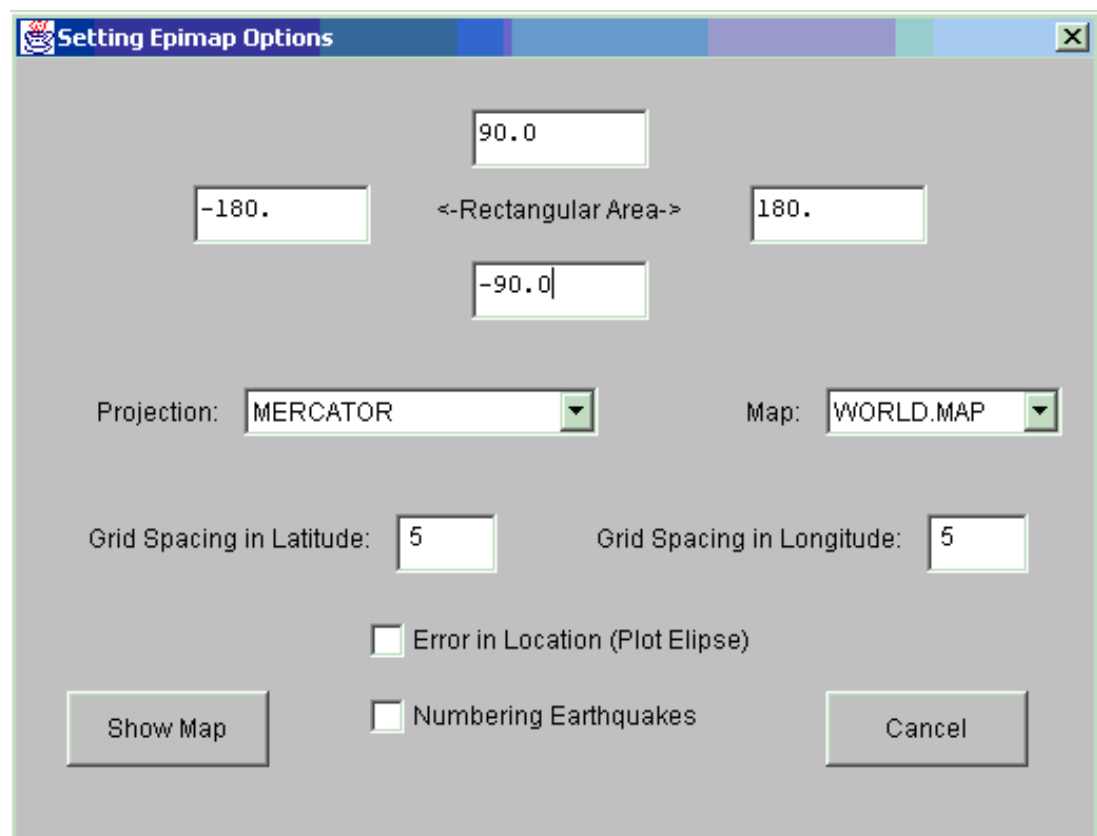 Setting Epimap Options
90.0
-180. <-Rectangular Area-> 180.
-90.0
Projection: MERCATOR Map: WORLD.MAP
Grid Spacing in Latitude: 5 Grid Spacing in Longitude: 5
Error in Location (Plot Elipse)
Show Map Numbering Earthquakes Cancel